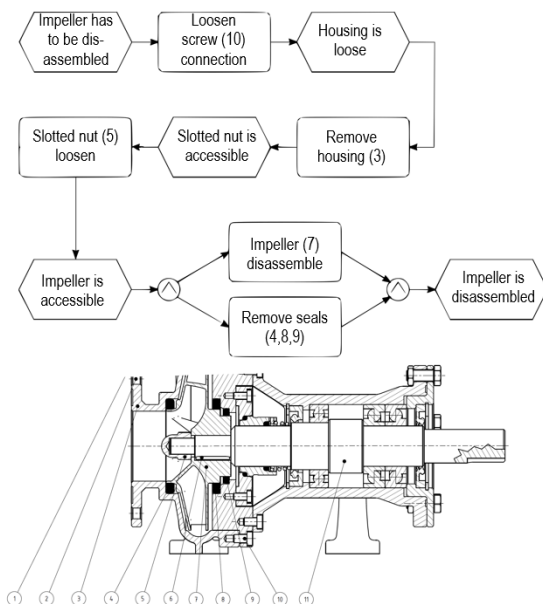 Impeller has
to be dis-
assembled
Loosen
screw (10)
connection
Housing is
loose
Slotted nut (5)
loosen
Slotted nut is
accessible
Remove
housing (3)
Impeller is
accessible
Impeller (7)
disassemble
Remove seals
(4,8,9)
Impeller is
disassembled
1 2 3 4 5 6 7 8 9 10 11